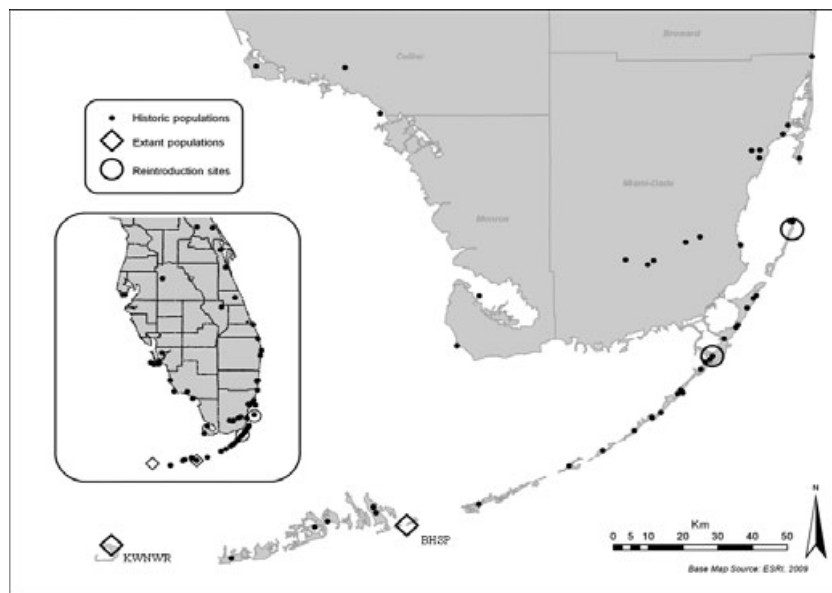 Broward
Collier
Historic populations
Extant populations
Reintroduction sites
Miami-Dade
Monroe
N
Km
0 5 10 20 30 40 50
BHSP
KWNWR
Base Map Source: ESRI, 2009